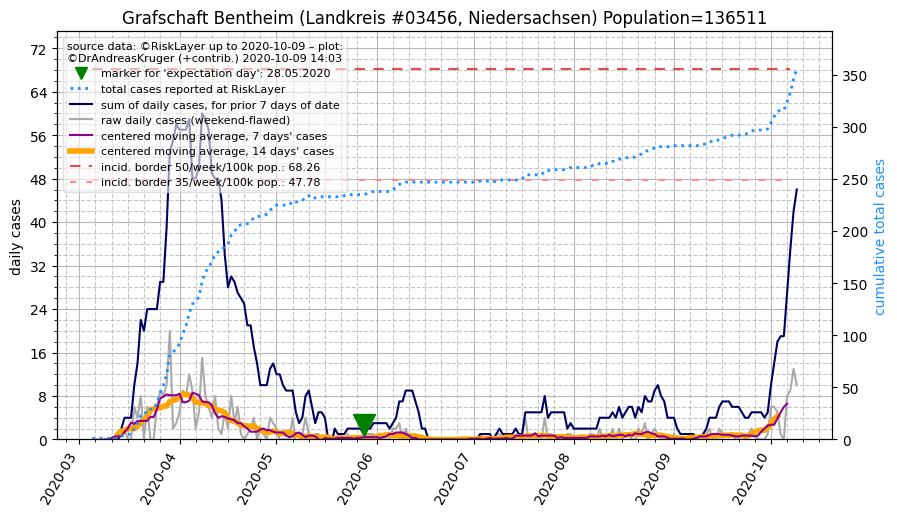 Grafschaft Bentheim (Landkreis #03456, Niedersachsen) Population=136511
source data: ©RiskLayer up to 2020-10-09 – plot:
©DrAndreasKruger (+contrib.) 2020-10-09 14:03
marker for 'expectation day': 28.05.2020
total cases reported at RiskLayer
sum of daily cases, for prior 7 days of date
raw daily cases (weekend-flawed)
centered moving average, 7 days' cases
centered moving average, 14 days' cases
incid. border 50/week/100k pop.: 68.26
incid. border 35/week/100k pop.: 47.78
daily cases
72
64
56
48
40
32
24
16
8
0
cumulative total cases
350
300
250
200
150
100
50
0
2020-03
2020-04
2020-05
2020-06
2020-07
2020-08
2020-09
2020-10